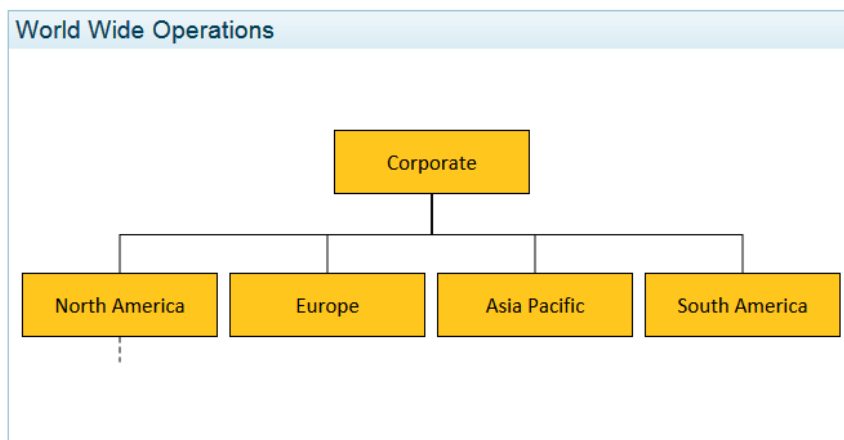 World Wide Operations
Corporate
North America
Europe
Asia Pacific
South America